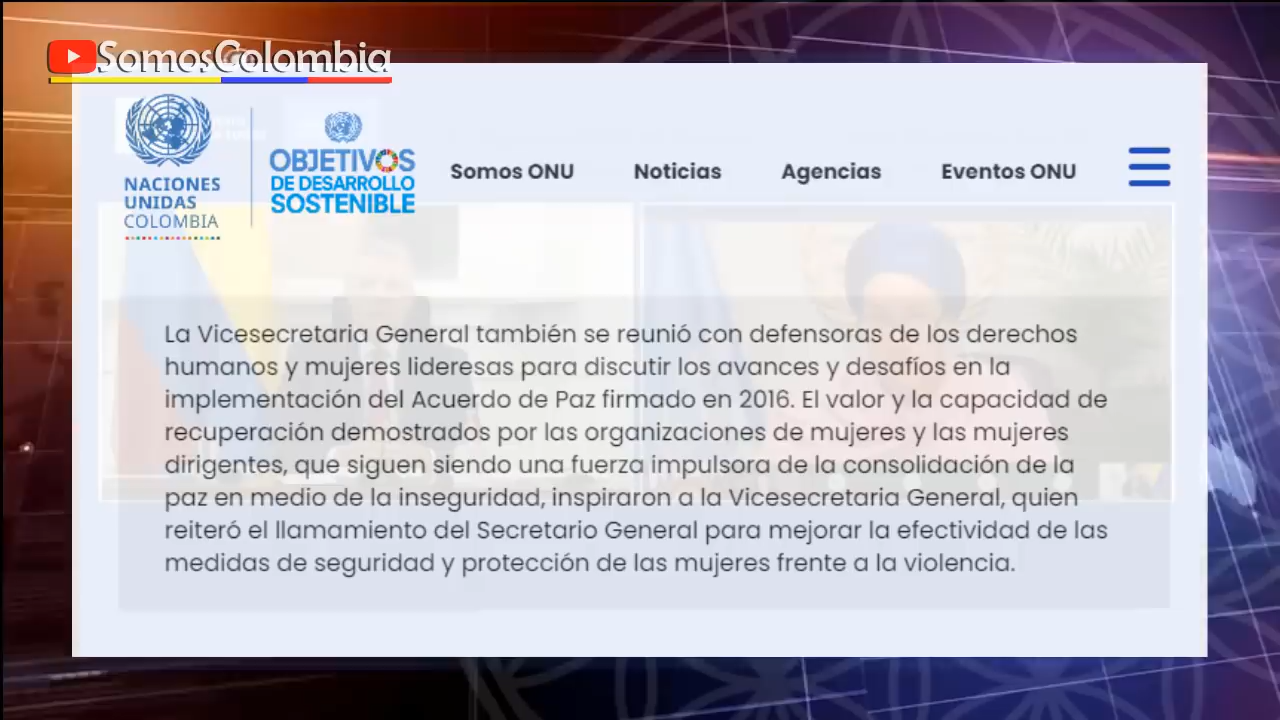 SomosColombia
NACIONES
UNIDAS
COLOMBIA
OBJETIVOS
DE DESARROLLO
SOSTENIBLE
Somos ONU
Noticias
Agencias
Eventos ONU
La Vicesecretaria General también se reunió con defensoras de los derechos
humanos y mujeres lideresas para discutir los avances y desafíos en la
implementación del Acuerdo de Paz firmado en 2016. El valor y la capacidad de
recuperación demostrados por las organizaciones de mujeres y las mujeres
dirigentes, que siguen siendo una fuerza impulsora de la consolidación de la
paz en medio de la inseguridad, inspiraron a la Vicesecretaria General, quien
reiteró el llamamiento del Secretario General para mejorar la efectividad de las
medidas de seguridad y protección de las mujeres frente a la violencia.